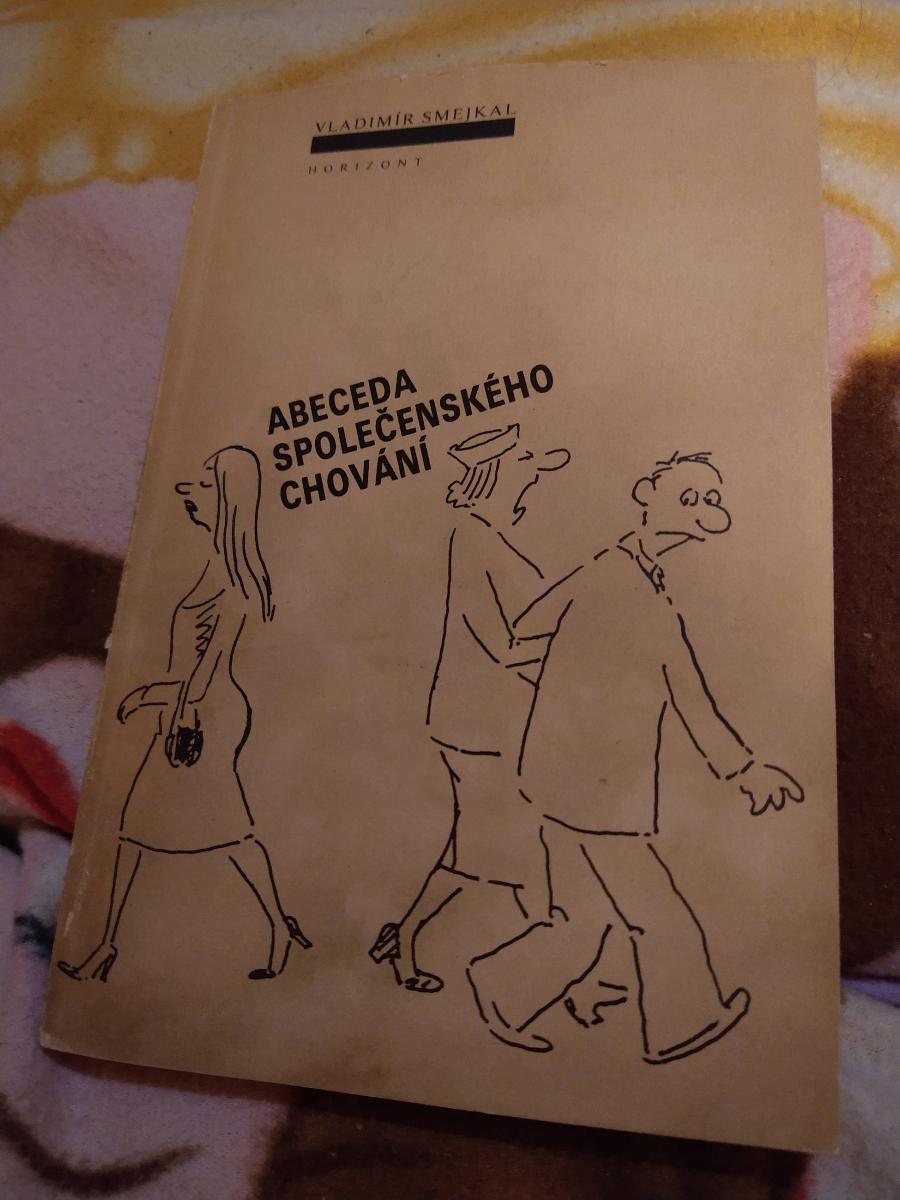 VLADIMÍR SMEJKAL
HORIZONT
ABECEDA
SPOLEČENSKÉHO
CHOVÁNÍ